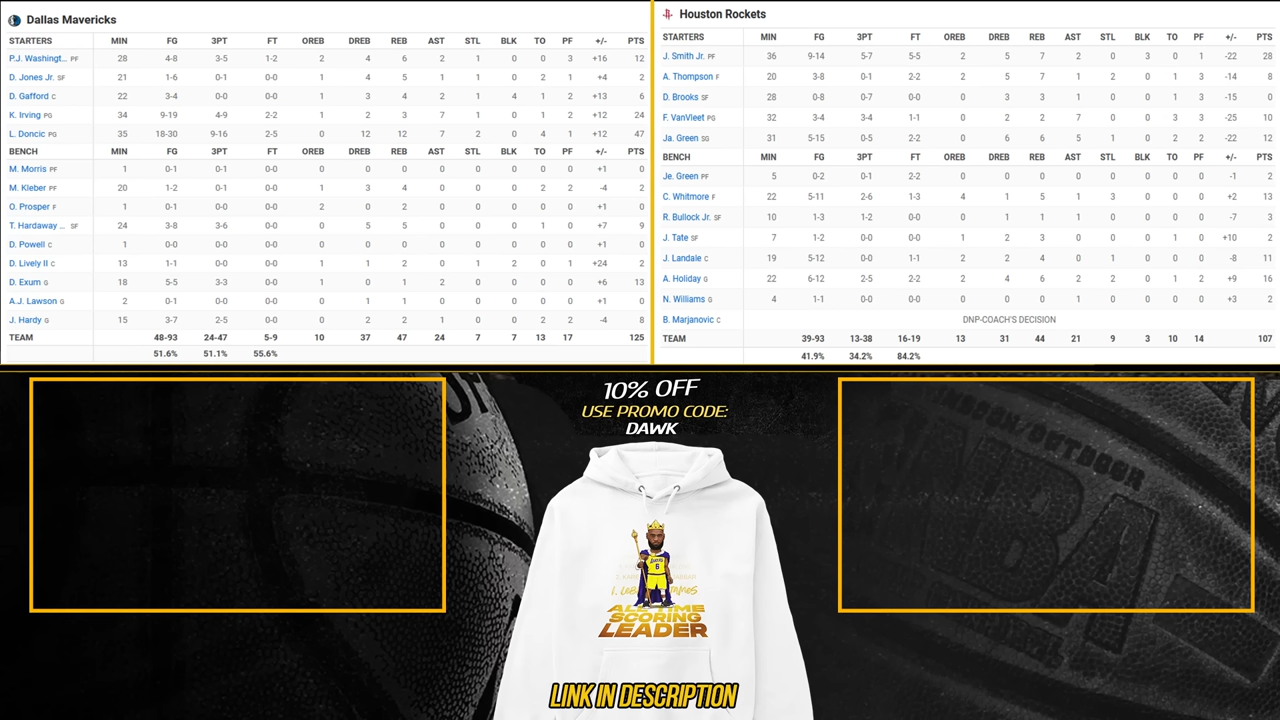 Dallas Mavericks
STARTERS MIN FG 3PT FT OREB DREB REB AST STL BLK TO PF +/- PTS
P.J. Washingt... PF 28 4-8 3-5 1-2 2 4 6 2 1 0 0 3 +16 12
D. Jones Jr. SF 21 1-6 0-1 0-0 1 4 5 1 1 0 2 1 +4 2
D. Gafford C 22 3-4 0-0 0-0 1 3 4 2 1 4 1 2 +13 6
K. Irving PG 34 9-19 4-9 2-2 1 2 3 7 1 0 1 2 +12 24
L. Doncic PG 35 18-30 9-16 2-5 0 12 12 7 2 0 4 1 +12 47
BENCH MIN FG 3PT FT OREB DREB REB AST STL BLK TO PF +/- PTS
M. Morris PF 1 0-1 0-1 0-0 0 0 0 0 0 0 0 0 +1 0
M. Kleber PF 20 1-2 0-1 0-0 1 3 4 2 0 0 2 2 -4 2
O. Prosper F 1 0-1 0-0 0-0 2 0 2 0 0 0 0 0 +1 0
T. Hardaway ... SF 24 3-8 3-6 0-0 0 5 5 0 0 0 1 0 +7 9
D. Powell C 1 0-0 0-0 0-0 0 0 0 0 0 0 0 0 +1 0
D. Lively II C 13 1-1 0-0 0-0 1 1 2 0 1 2 0 1 +24 2
D. Exum G 18 5-5 3-3 0-0 1 0 1 2 0 0 0 0 +6 13
A.J. Lawson G 2 0-1 0-0 0-0 0 1 1 0 0 0 0 0 +1 0
J. Hardy G 15 3-7 2-5 0-0 0 2 2 1 0 0 2 2 -4 8
TEAM 48-93 24-47 5-9 10 37 47 24 7 7 13 17 125
51.6% 51.1% 55.6%
Houston Rockets
STARTERS MIN FG 3PT FT OREB DREB REB AST STL BLK TO PF +/- PTS
J. Smith Jr. PF 36 9-14 5-7 5-5 2 5 7 2 0 3 0 1 -22 28
A. Thompson F 20 3-8 0-1 2-2 2 5 7 1 2 0 1 3 -14 8
D. Brooks SF 28 0-8 0-7 0-0 0 3 3 1 0 0 1 3 -15 0
F. VanVleet PG 32 3-4 3-4 1-1 0 2 2 7 1 0 3 0 -25 10
Ja. Green SG 31 5-15 0-5 2-2 0 6 6 5 1 0 2 2 -22 12
BENCH MIN FG 3PT FT OREB DREB REB AST STL BLK TO PF +/- PTS
Je. Green PF 5 0-2 0-1 2-2 0 0 0 0 0 0 0 0 -1 2
C. Whitmore F 22 5-11 2-6 1-3 4 1 5 1 3 0 1 0 +2 13
R. Bullock Jr. SF 10 1-3 1-2 0-0 0 1 1 1 0 0 0 0 -7 3
J. Tate SF 7 1-2 0-0 0-0 1 2 3 0 0 0 1 0 +10 2
J. Landale C 19 5-12 0-0 1-1 2 2 4 0 1 0 0 3 -8 11
A. Holiday G 22 6-12 2-5 2-2 2 4 6 2 2 0 1 2 +9 16
N. Williams G 4 1-1 0-0 0-0 0 0 0 1 0 0 0 0 +3 2
B. Marjanovic C DNP-COACH'S DECISION
TEAM 39-93 13-38 16-19 13 31 44 21 9 3 10 14 107
41.9% 34.2% 84.2%
10% OFF
USE PROMO CODE:
DAWK
ALL TIME
SCORING
LEADER
LINK IN DESCRIPTION